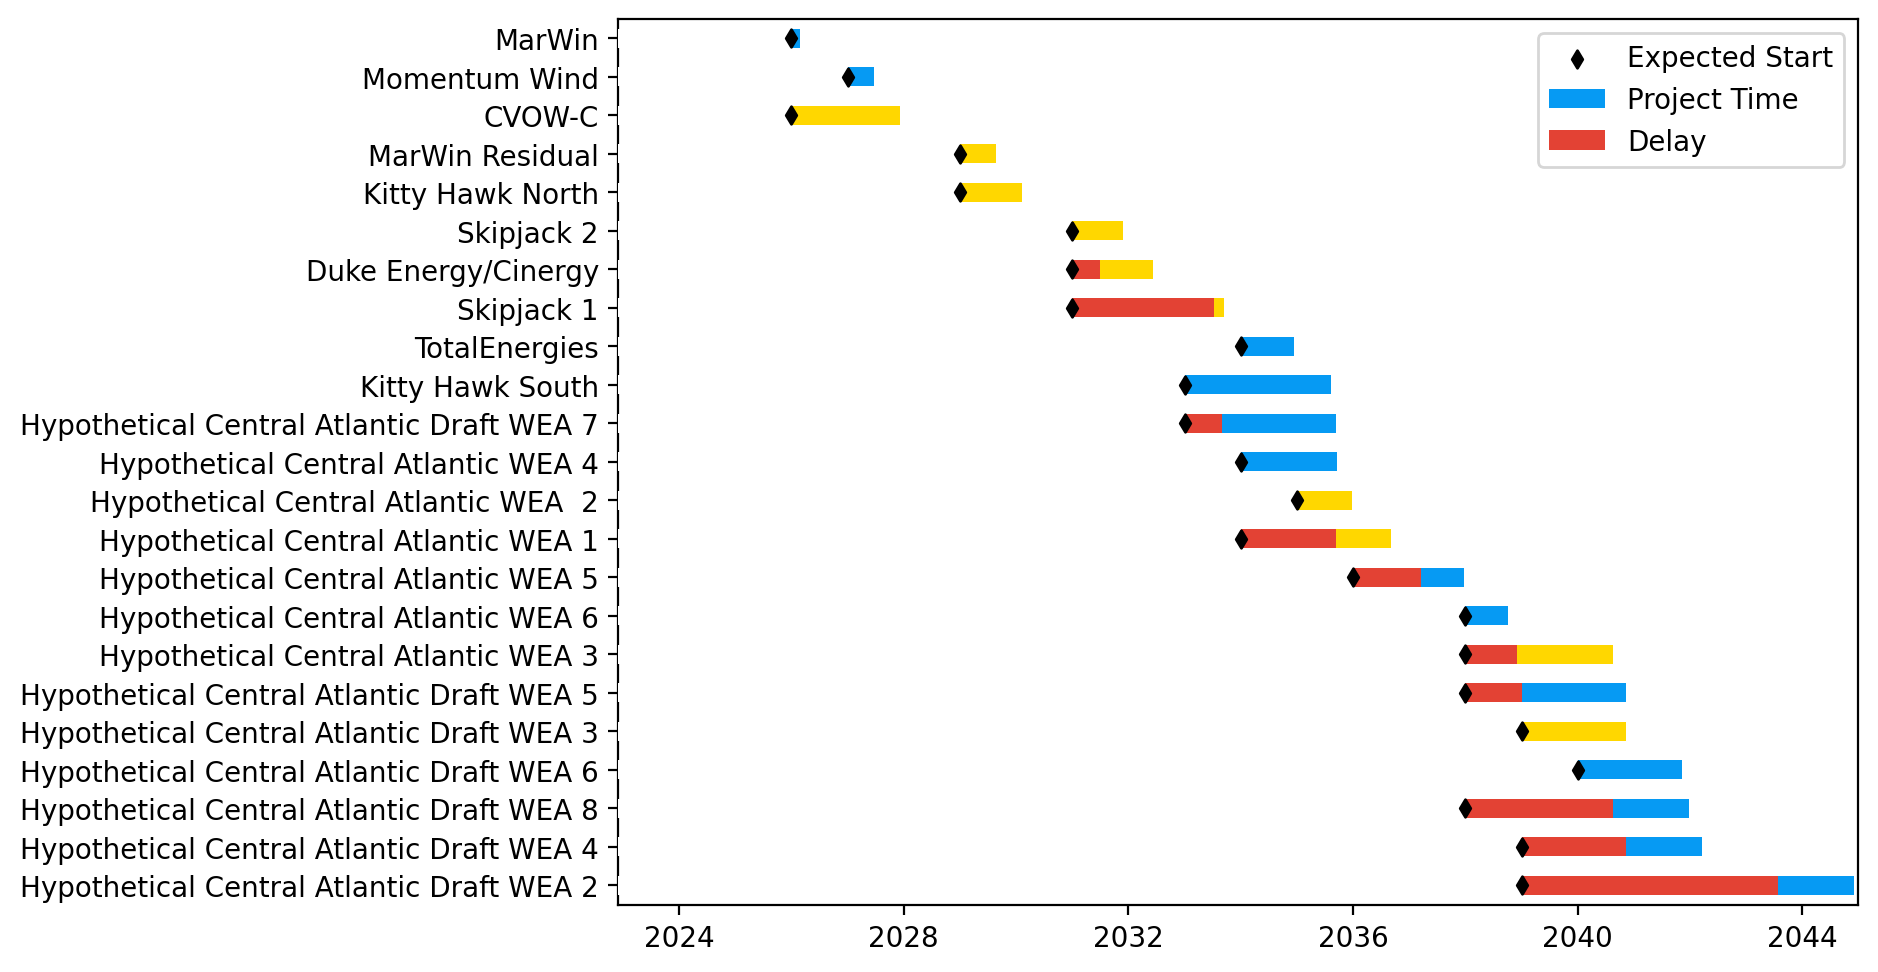 MarWin
Momentum Wind
CVOW-C
MarWin Residual
Kitty Hawk North
Skipjack 2
Duke Energy/Cinergy
Skipjack 1
TotalEnergies
Kitty Hawk South
Hypothetical Central Atlantic Draft WEA 7
Hypothetical Central Atlantic WEA 4
Hypothetical Central Atlantic WEA  2
Hypothetical Central Atlantic WEA 1
Hypothetical Central Atlantic WEA 5
Hypothetical Central Atlantic WEA 6
Hypothetical Central Atlantic WEA 3
Hypothetical Central Atlantic Draft WEA 5
Hypothetical Central Atlantic Draft WEA 3
Hypothetical Central Atlantic Draft WEA 6
Hypothetical Central Atlantic Draft WEA 8
Hypothetical Central Atlantic Draft WEA 4
Hypothetical Central Atlantic Draft WEA 2
Expected Start
Project Time
Delay
2024 2028 2032 2036 2040 2044